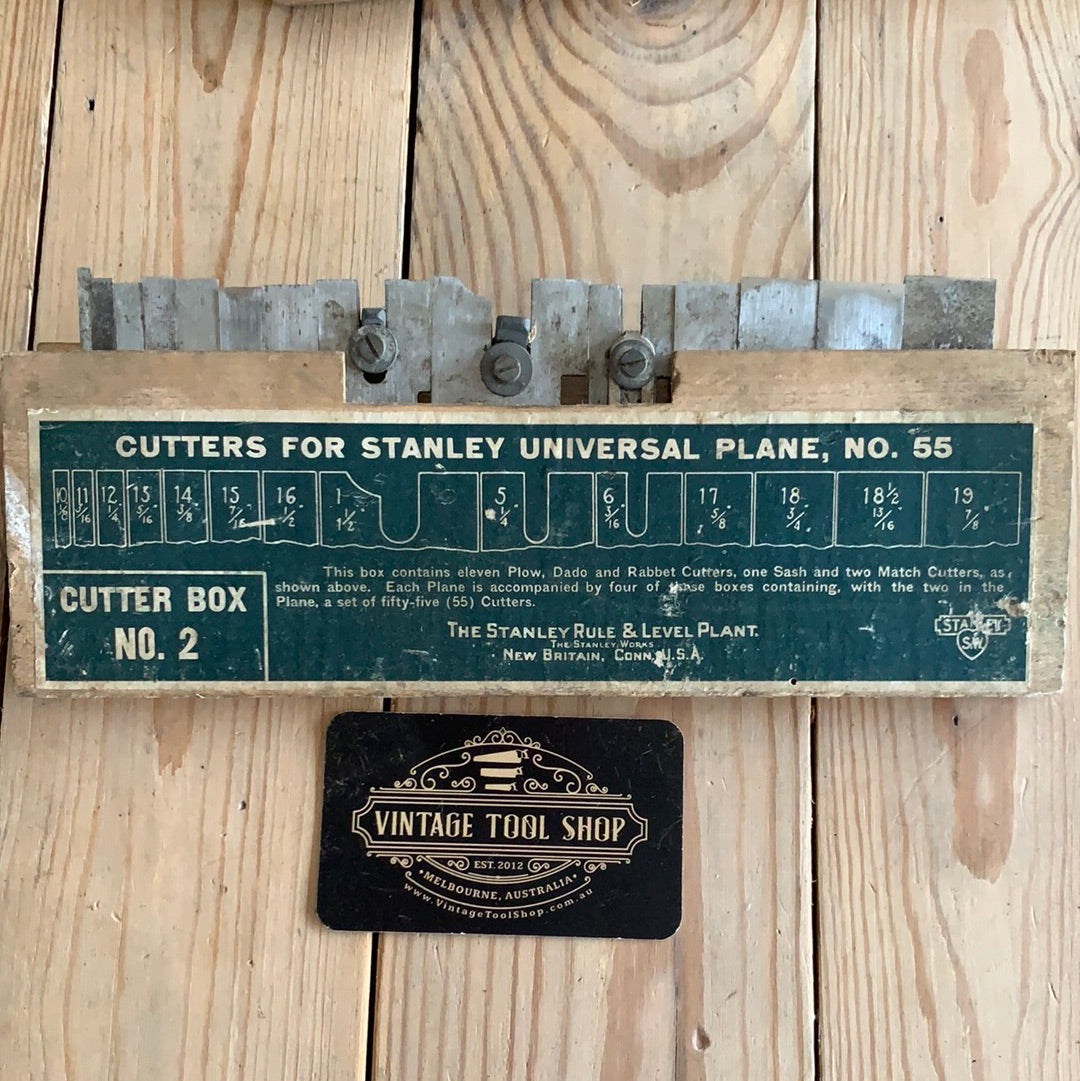 CUTTERS FOR STANLEY UNIVERSAL PLANE, NO. 55
10 11 12 13 14 15 16 1 5 6 17 18 18½ 19
1/8 3/16 1/4 5/16 3/8 7/16 1/2 1½ 1/4 3/16 5/8 3/4 13/16 7/8
This box contains eleven Plow, Dado and Rabbet Cutters, one Sash and two Match Cutters, as
shown above. Each Plane is accompanied by four of these boxes containing, with the two in the
Plane, a set of fifty-five (55) Cutters.
CUTTER BOX
NO. 2
THE STANLEY RULE & LEVEL PLANT.
THE STANLEY WORKS
NEW BRITAIN, CONN. U.S.A.
STANLEY
S.W.
VINTAGE TOOL SHOP
EST. 2012
•MELBOURNE, AUSTRALIA•
www.VintageToolShop.com.au